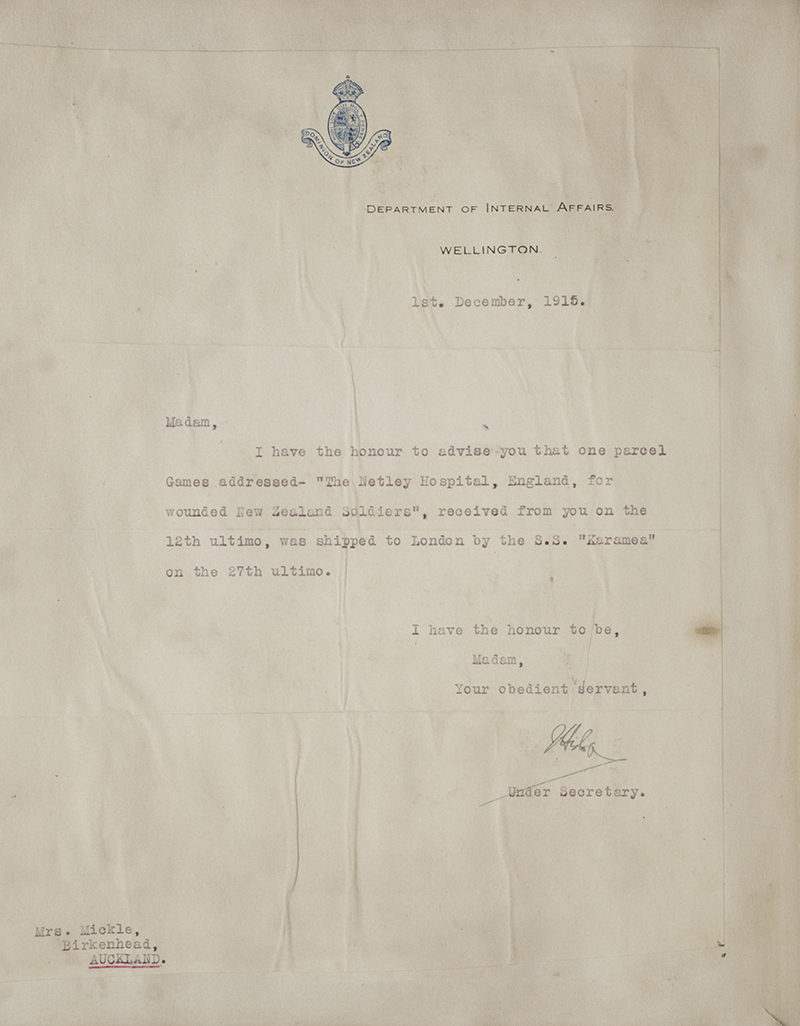 DOMINION OF NEW ZEALAND
DEPARTMENT OF INTERNAL AFFAIRS.
WELLINGTON.
1st. December, 1915.
Madam,
I have the honour to advise you that one parcel
Games addressed- "The Netley Hospital, England, for
wounded New Zealand Soldiers", received from you on the
12th ultimo, was shipped to London by the S.S. "Karamea"
on the 27th ultimo.
I have the honour to be,
Madam,
Your obedient servant,
Under Secretary.
Mrs. Mickle,
Birkenhead,
AUCKLAND.